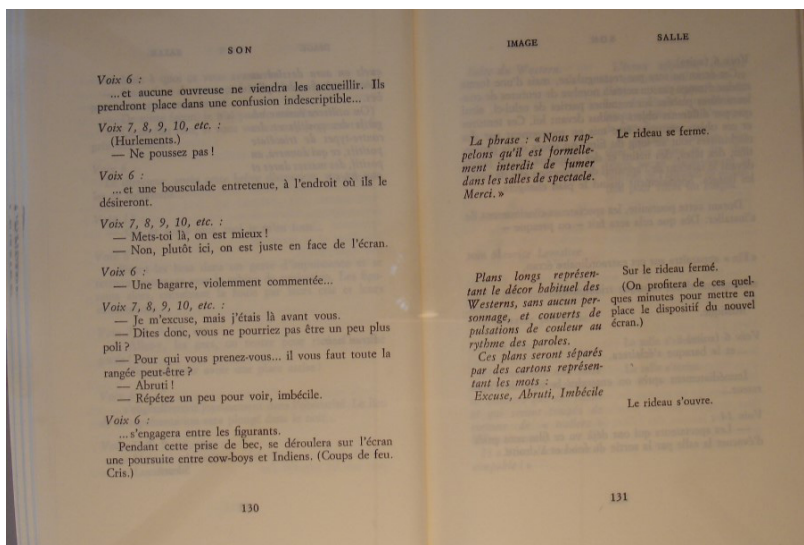 SON
Voix 6 :
...et aucune ouvreuse ne viendra les accueillir. Ils
prendront place dans une confusion indescriptible...
Voix 7, 8, 9, 10, etc. :
(Hurlements.)
— Ne poussez pas !
Voix 6 :
...et une bousculade entretenue, à l'endroit où ils le
désireront.
Voix 7, 8, 9, 10, etc. :
— Mets-toi là, on est mieux !
— Non, plutôt ici, on est juste en face de l'écran.
Voix 6 :
— Une bagarre, violemment commentée...
Voix 7, 8, 9, 10, etc. :
— Je m'excuse, mais j'étais là avant vous.
— Dites donc, vous ne pourriez pas être un peu plus
poli ?
— Pour qui vous prenez-vous... il vous faut toute la
rangée peut-être ?
— Abruti !
— Répétez un peu pour voir, imbécile.
Voix 6 :
...s'engagera entre les figurants.
Pendant cette prise de bec, se déroulera sur l'écran
une poursuite entre cow-boys et Indiens. (Coups de feu.
Cris.)
130
IMAGE
La phrase : « Nous rap-
pelons qu'il est formelle-
ment interdit de fumer
dans les salles de spectacle.
Merci. »
Plans longs représen-
tant le décor habituel des
Westerns, sans aucun per-
sonnage, et couverts de
pulsations de couleur au
rythme des paroles.
Ces plans seront séparés
par des cartons représen-
tant les mots :
Excuse, Abruti, Imbécile
SALLE
Le rideau se ferme.
Sur le rideau fermé.
(On profitera de ces quel-
ques minutes pour mettre en
place le dispositif du nouvel
écran.)
Le rideau s'ouvre.
131